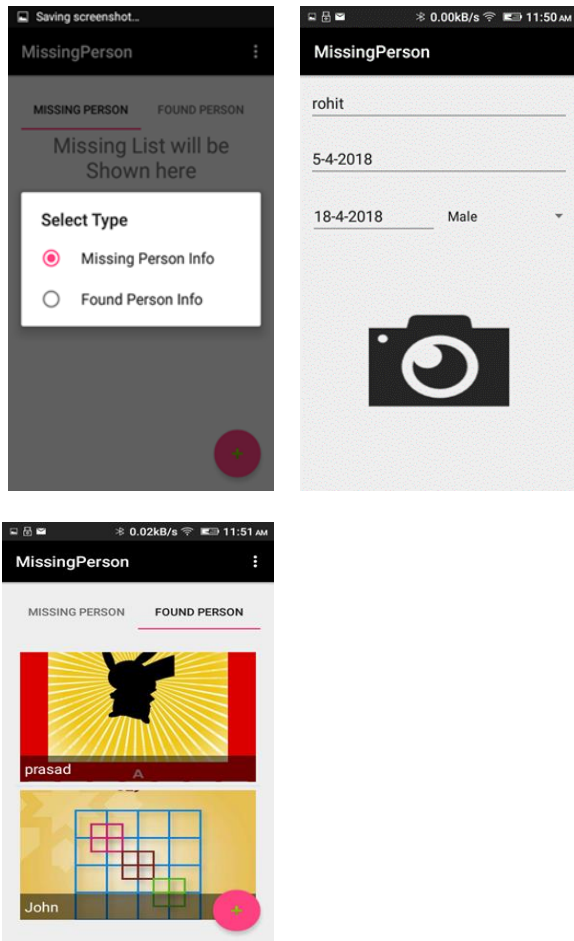 Saving screenshot...
MissingPerson
MISSING PERSON FOUND PERSON
Missing List will be
Shown here
Select Type
Missing Person Info
Found Person Info
0.00kB/s 11:50 AM
MissingPerson
rohit
5-4-2018
18-4-2018 Male
0.02kB/s 11:51 AM
MissingPerson
MISSING PERSON FOUND PERSON
A
prasad
John